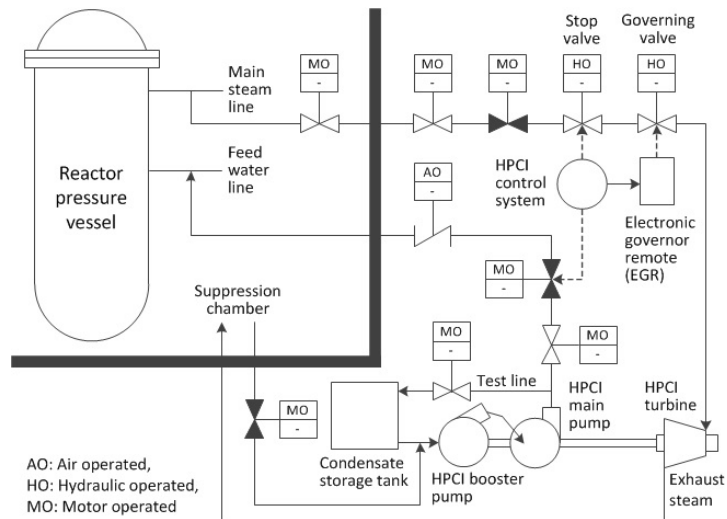 Stop
valve
Governing
valve
MO
-
MO
-
MO
-
HO
-
HO
-
Main
steam
line
Reactor
pressure
vessel
Feed
water
line
AO
-
HPCI
control
system
Electronic
governor
remote
(EGR)
MO
-
Suppression
chamber
MO
-
MO
-
Test line
HPCI
main
pump
HPCI
turbine
MO
-
Condensate
storage tank
HPCI booster
pump
Exhaust
steam
AO: Air operated,
HO: Hydraulic operated,
MO: Motor operated